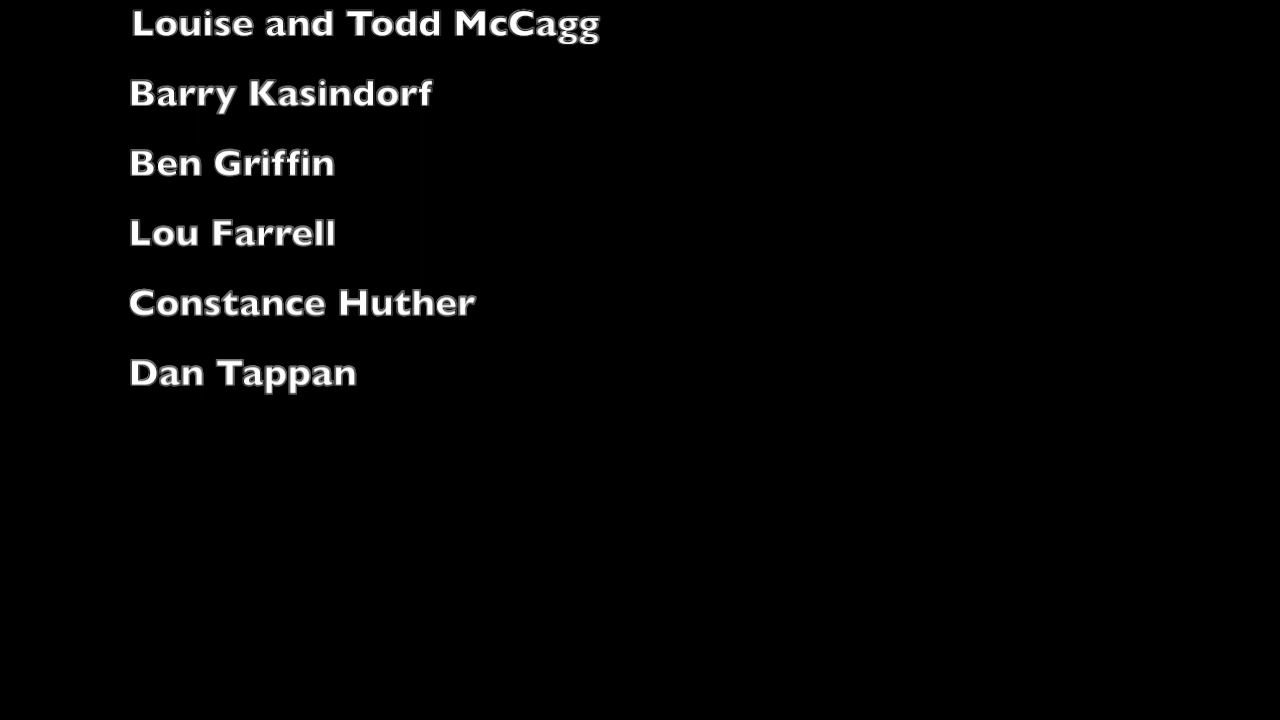 Louise and Todd McCagg
Barry Kasindorf
Ben Griffin
Lou Farrell
Constance Huther
Dan Tappan